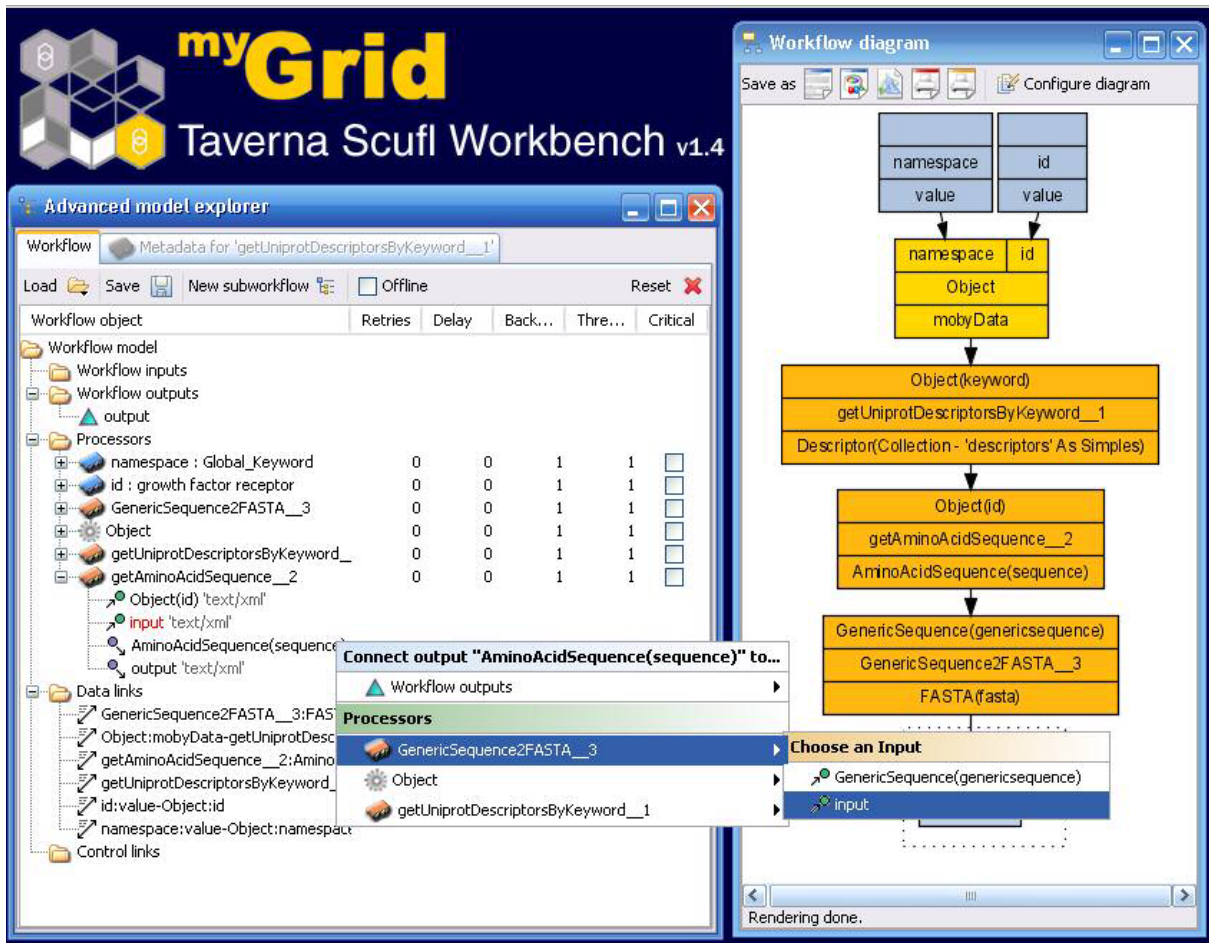 myGrid
Taverna Scufl Workbench v1.4
Advanced model explorer
Workflow
Metadata for 'getUniprotDescriptorsByKeyword__1'
Load Save New subworkflow Offline Reset
Workflow object Retries Delay Back... Thre... Critical
Workflow model
Workflow inputs
Workflow outputs
output
Processors
namespace : Global_Keyword 0 0 1 1
id : growth factor receptor 0 0 1 1
GenericSequence2FASTA__3 0 0 1 1
Object 0 0 1 1
getUniprotDescriptorsByKeyword_ 0 0 1 1
getAminoAcidSequence__2 0 0 1 1
Object(id) 'text/xml'
input 'text/xml'
AminoAcidSequence(sequence)
output 'text/xml'
Data links
GenericSequence2FASTA__3:FAS
Object:mobyData-getUniprotDesc
getAminoAcidSequence__2:Amino
getUniprotDescriptorsByKeyword_
id:value-Object:id
namespace:value-Object:namespace
Control links
Connect output "AminoAcidSequence(sequence)" to...
Workflow outputs
Processors
GenericSequence2FASTA__3
Object
getUniprotDescriptorsByKeyword__1
Choose an Input
GenericSequence(genericsequence)
input
Workflow diagram
Save as Configure diagram
namespace id
value value
namespace id
Object
mobyData
Object(keyword)
getUniprotDescriptorsByKeyword__1
Descriptor(Collection - 'descriptors' As Simples)
Object(id)
getAminoAcidSequence__2
AminoAcidSequence(sequence)
GenericSequence(genericsequence)
GenericSequence2FASTA__3
FASTA(fasta)
Rendering done.